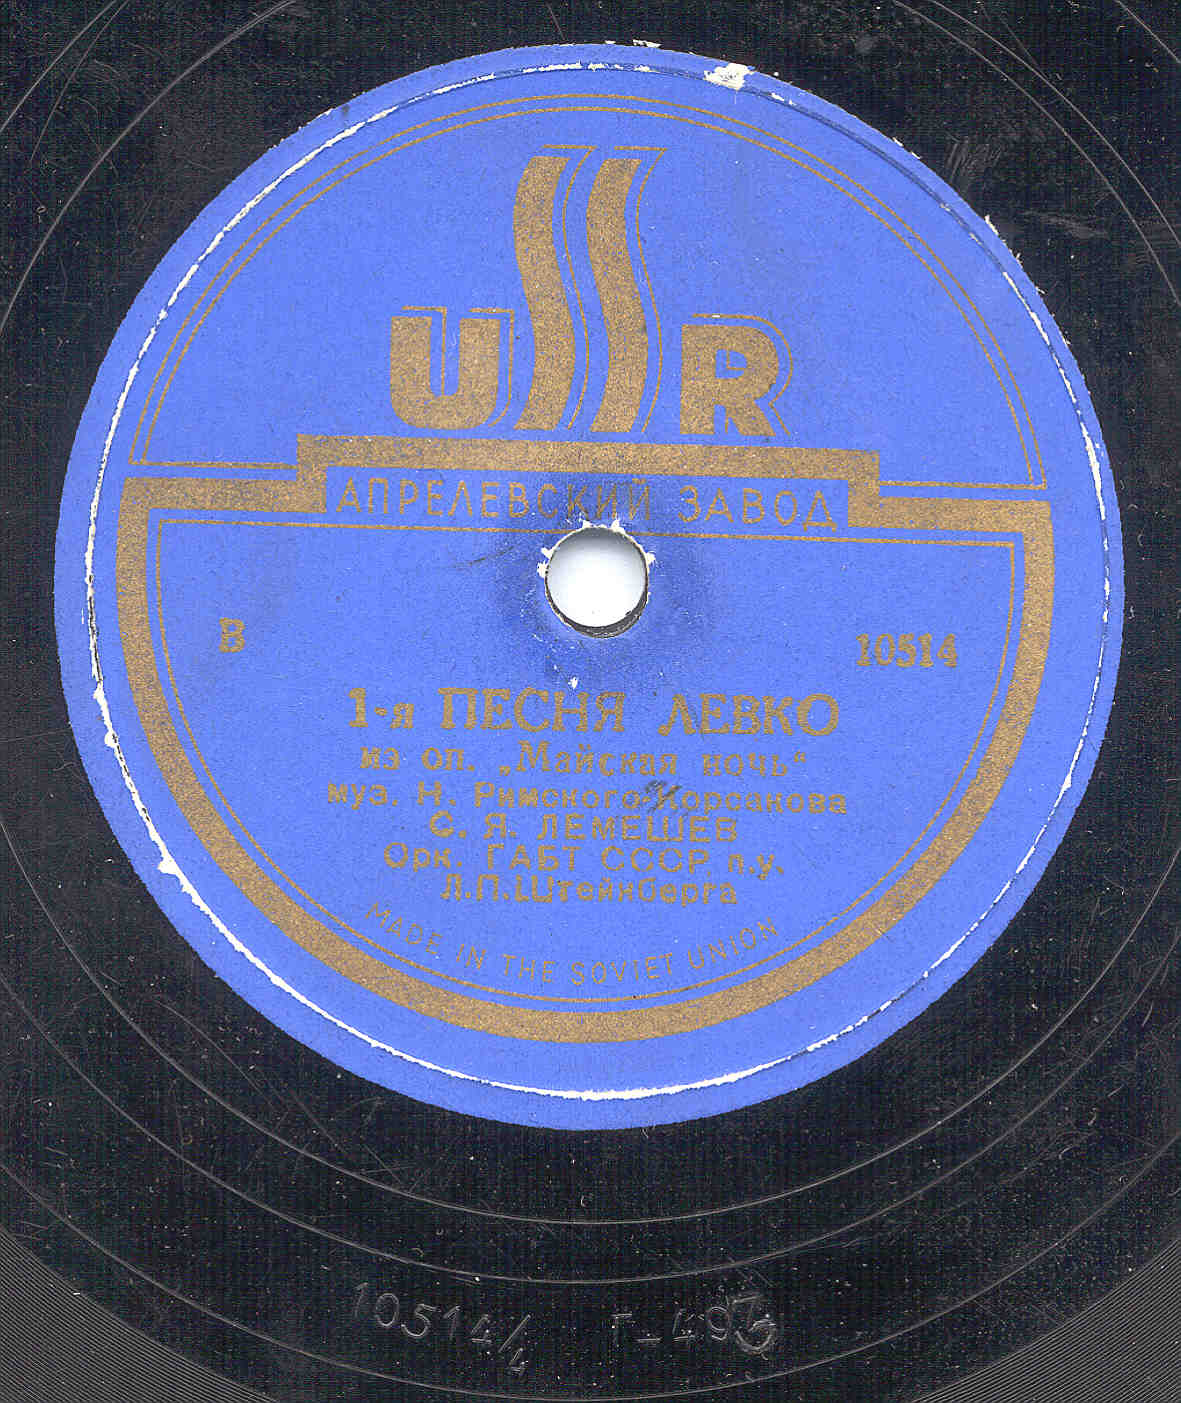 USSR
АПРЕЛЕВСКИЙ ЗАВОД
В 10514
1-я ПЕСНЯ ЛЕВКО
из оп. „Майская ночь“
муз. Н. Римского-Корсакова
С. Я. ЛЕМЕШЕВ
Орк. ГАБТ СССР, п.у.
Л.П.Штейнберга
MADE IN THE SOVIET UNION
10514/4 Г-493